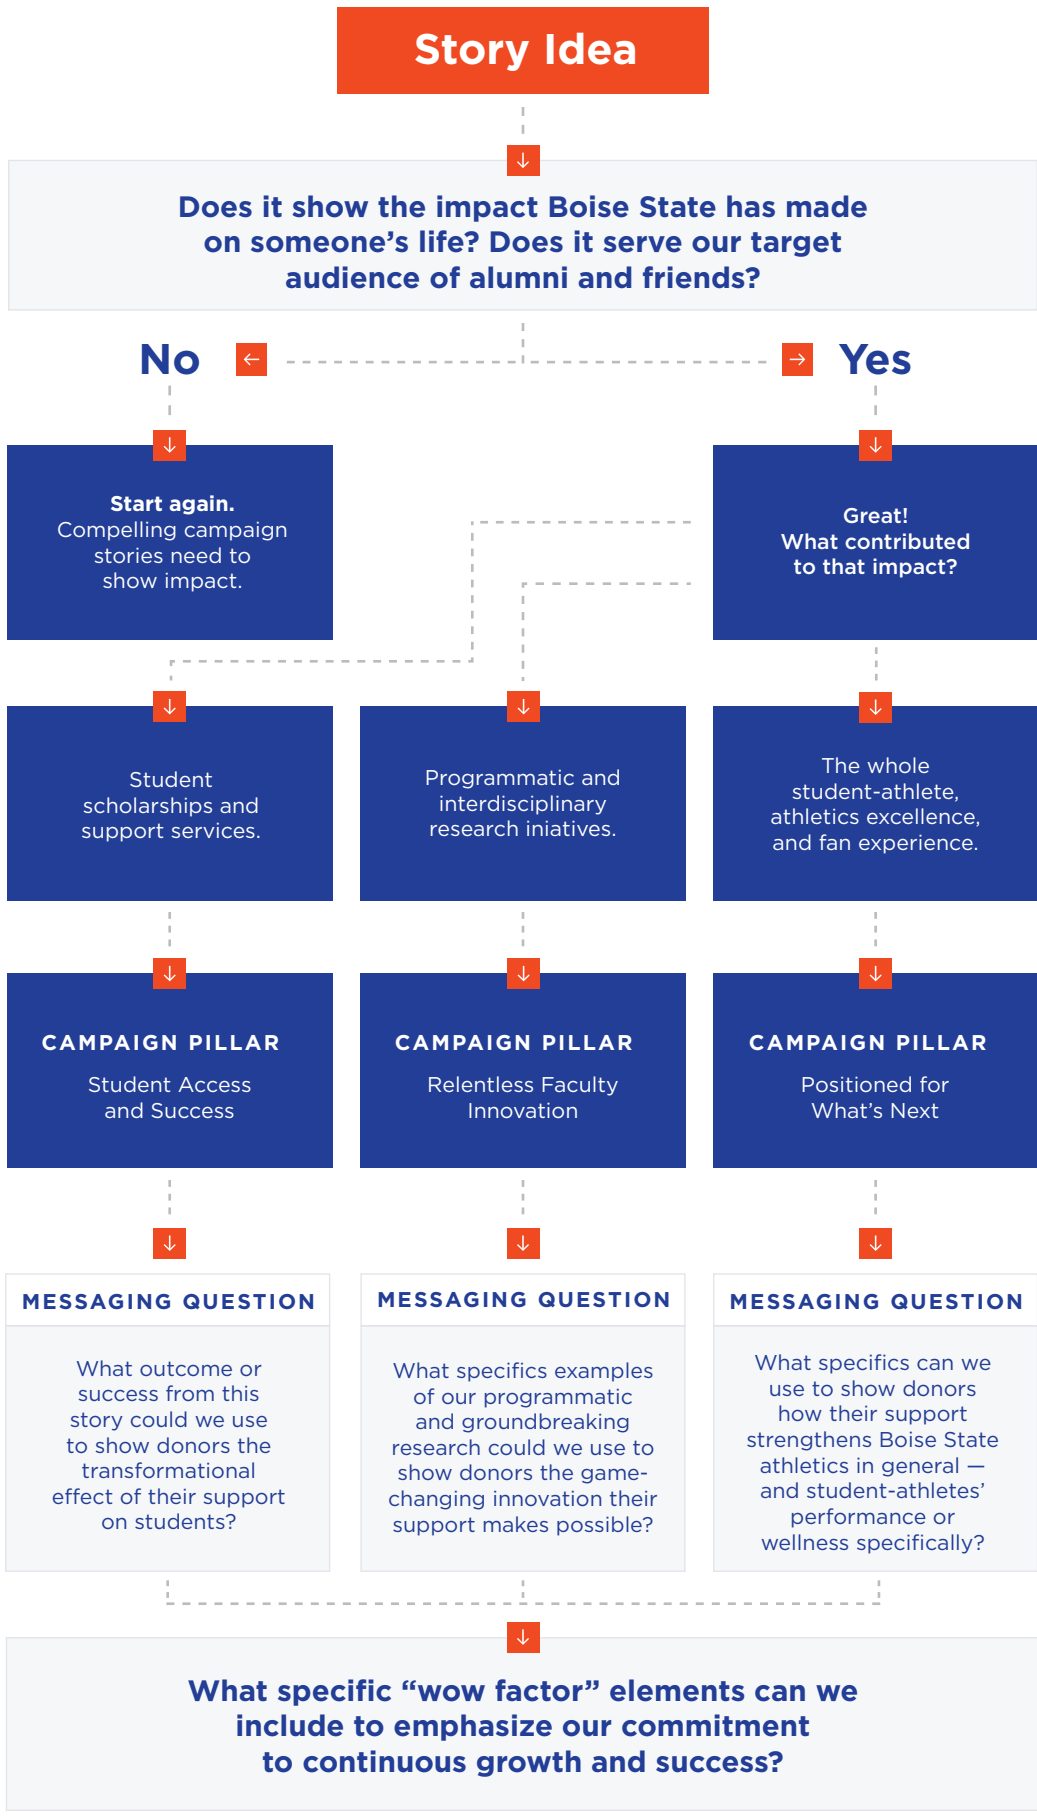 Story Idea
Does it show the impact Boise State has made
on someone’s life? Does it serve our target
audience of alumni and friends?
No
Yes
Start again.
Compelling campaign
stories need to
show impact.
Great!
What contributed
to that impact?
Student
scholarships and
support services.
Programmatic and
interdisciplinary
research iniatives.
The whole
student-athlete,
athletics excellence,
and fan experience.
CAMPAIGN PILLAR
Student Access
and Success
CAMPAIGN PILLAR
Relentless Faculty
Innovation
CAMPAIGN PILLAR
Positioned for
What’s Next
MESSAGING QUESTION
What outcome or
success from this
story could we use
to show donors the
transformational
effect of their support
on students?
MESSAGING QUESTION
What specifics examples
of our programmatic
and groundbreaking
research could we use to
show donors the game-
changing innovation their
support makes possible?
MESSAGING QUESTION
What specifics can we
use to show donors
how their support
strengthens Boise State
athletics in general —
and student-athletes’
performance or
wellness specifically?
What specific “wow factor” elements can we
include to emphasize our commitment
to continuous growth and success?